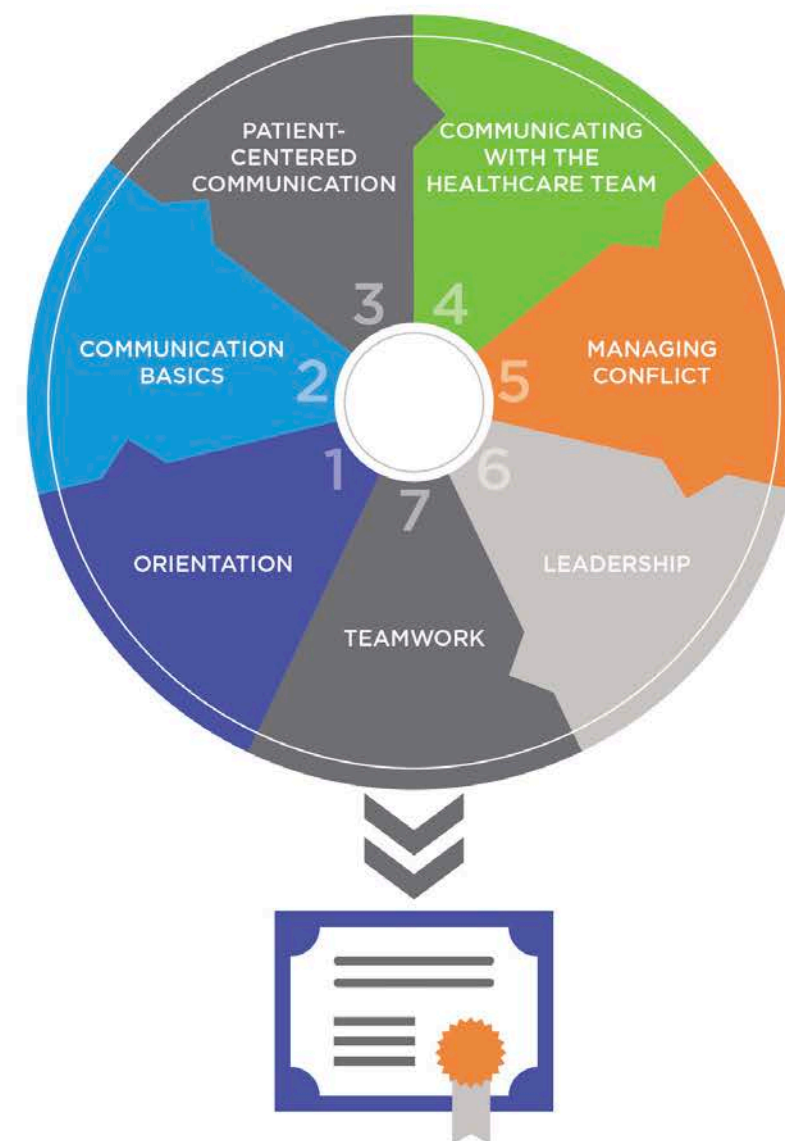 PATIENT-
CENTERED
COMMUNICATION
3
COMMUNICATING
WITH THE
HEALTHCARE TEAM
4
COMMUNICATION
BASICS
2
MANAGING
CONFLICT
5
ORIENTATION
1
LEADERSHIP
6
TEAMWORK
7